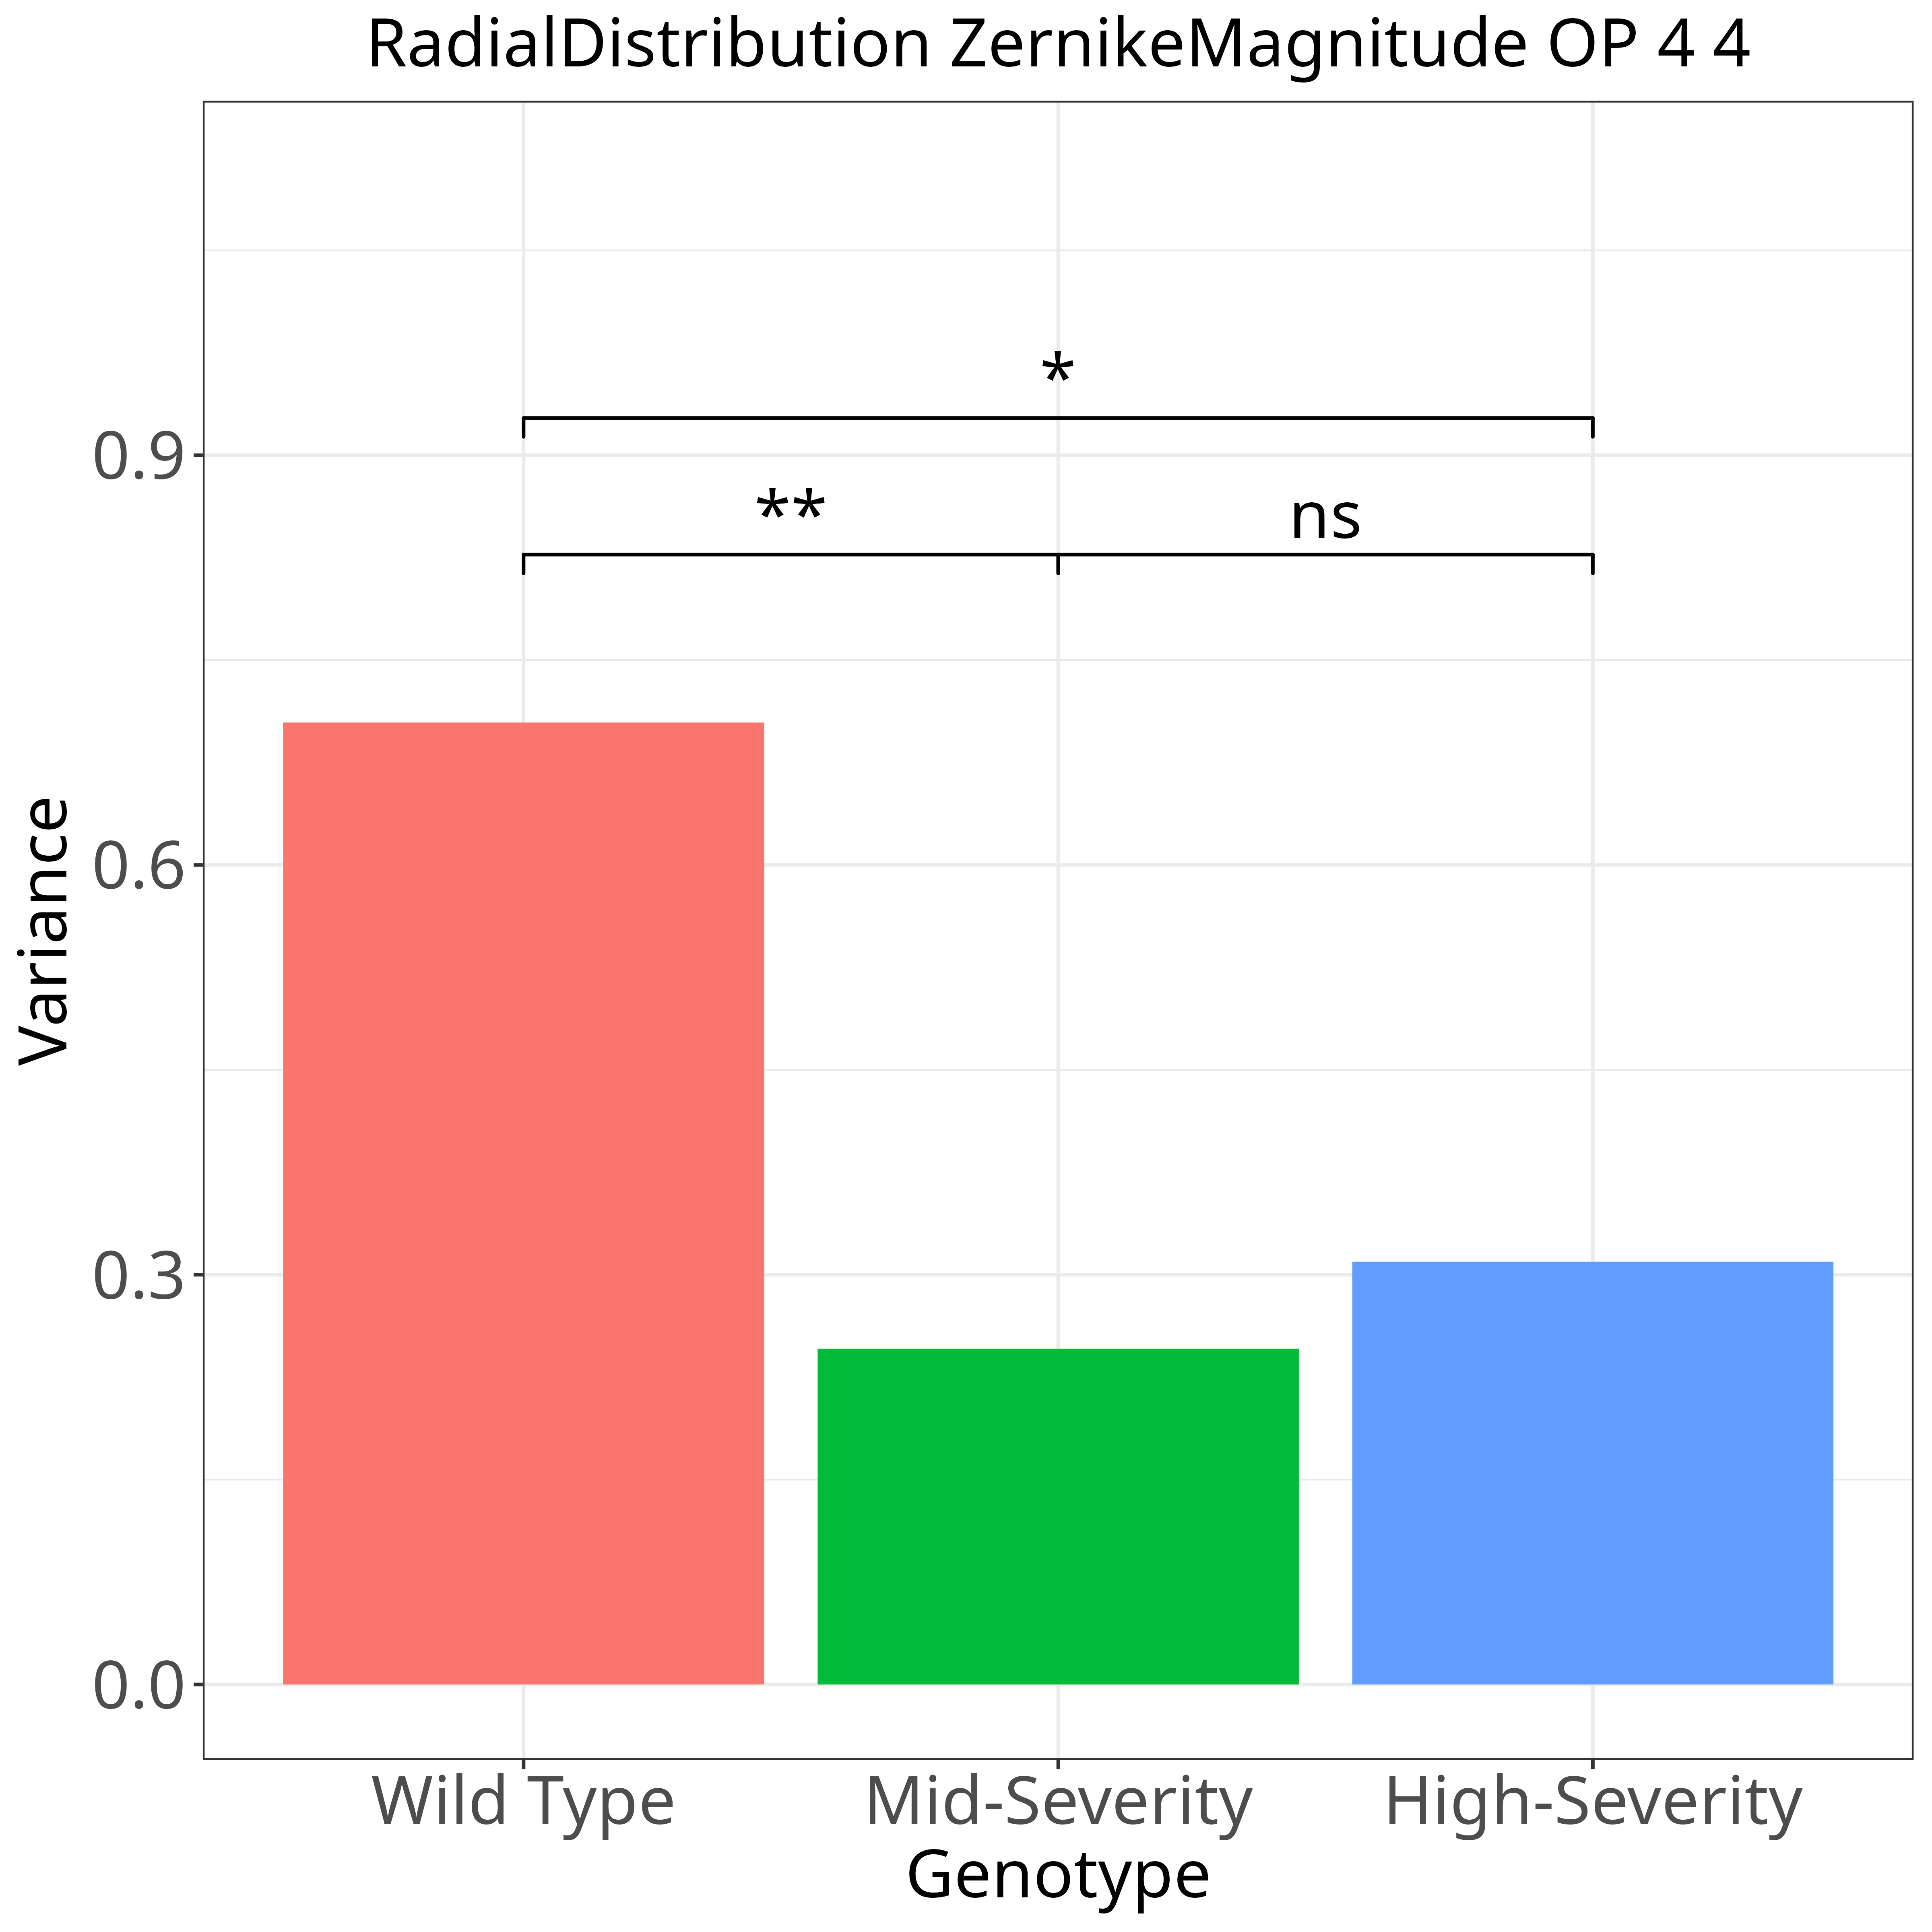 RadialDistribution ZernikeMagnitude OP 4 4
*
0.9
**
ns
0.6
Variance
0.3
0.0
Wild Type
Mid-Severity
High-Severity
Genotype